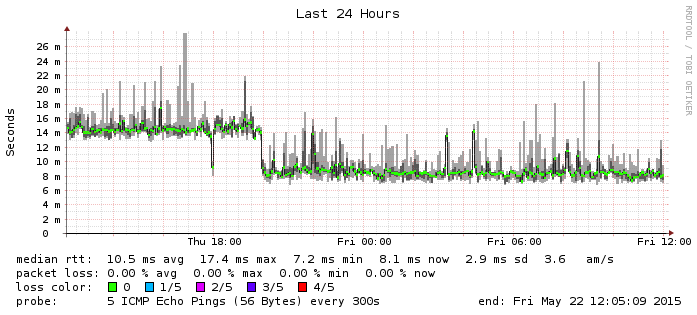 Last 24 Hours
RRDTOOL / TOBI OETIKER
Seconds
26 m
24 m
22 m
20 m
18 m
16 m
14 m
12 m
10 m
8 m
6 m
4 m
2 m
0
Thu 18:00 Fri 00:00 Fri 06:00 Fri 12:00
median rtt: 10.5 ms avg 17.4 ms max 7.2 ms min 8.1 ms now 2.9 ms sd 3.6 am/s
packet loss: 0.00 % avg 0.00 % max 0.00 % min 0.00 % now
loss color: 0 1/5 2/5 3/5 4/5
probe: 5 ICMP Echo Pings (56 Bytes) every 300s end: Fri May 22 12:05:09 2015